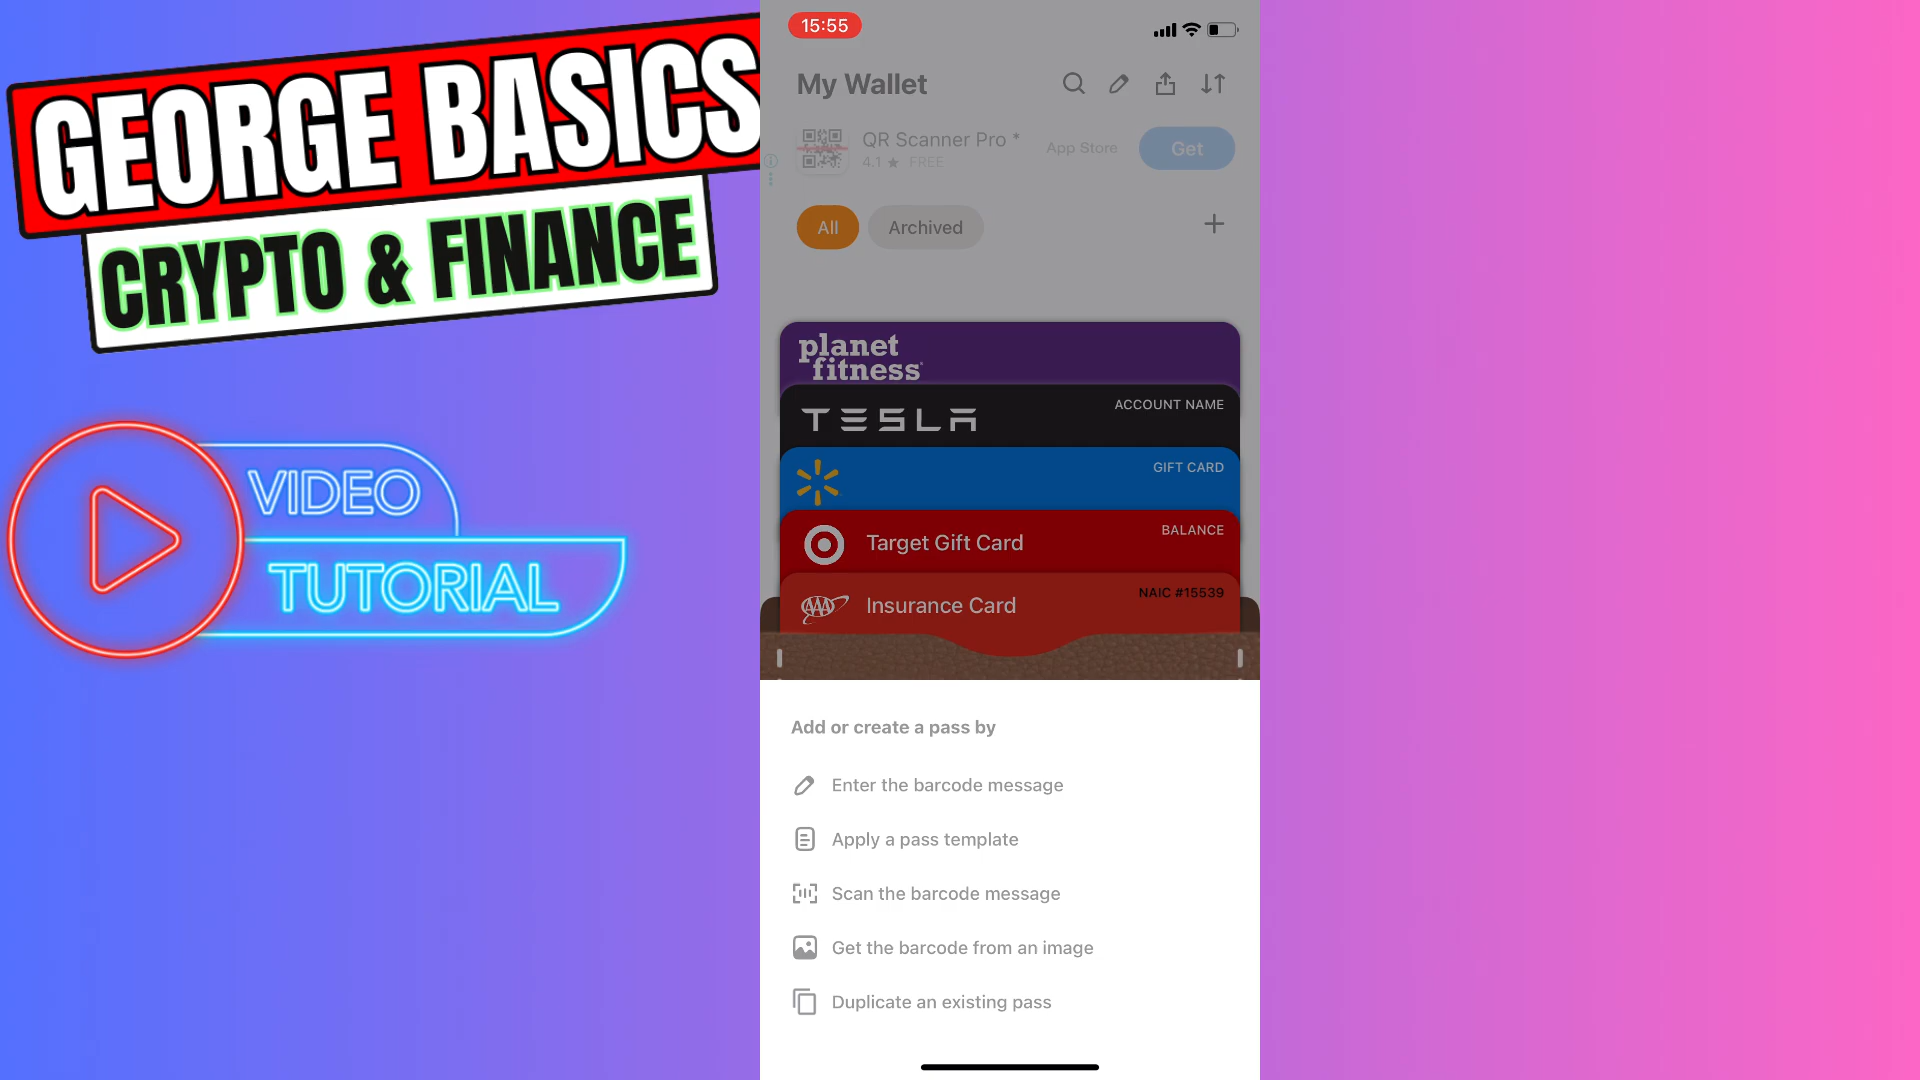 GEORGE BASICS
CRYPTO & FINANCE
VIDEO
TUTORIAL
15:55
My Wallet
QR Scanner Pro *
4.1 ★ FREE
App Store
Get
All
Archived
planet
fitness
TESLA
ACCOUNT NAME
GIFT CARD
Target Gift Card
BALANCE
AAA
Insurance Card
NAIC #15539
Add or create a pass by
Enter the barcode message
Apply a pass template
Scan the barcode message
Get the barcode from an image
Duplicate an existing pass